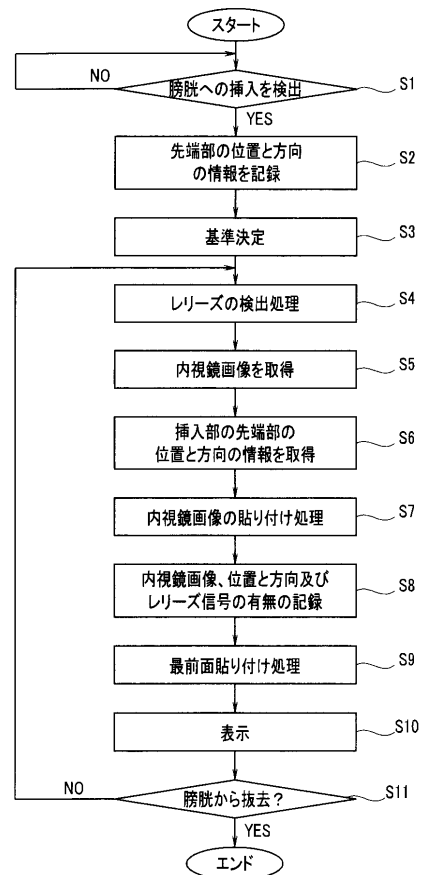 スタート
NO
膀胱への挿入を検出
S1
YES
先端部の位置と方向
の情報を記録
S2
基準決定
S3
レリーズの検出処理
S4
内視鏡画像を取得
S5
挿入部の先端部の
位置と方向の情報を取得
S6
内視鏡画像の貼り付け処理
S7
内視鏡画像、位置と方向及び
レリーズ信号の有無の記録
S8
最前面貼り付け処理
S9
表示
S10
NO
膀胱から抜去？
S11
YES
エンド